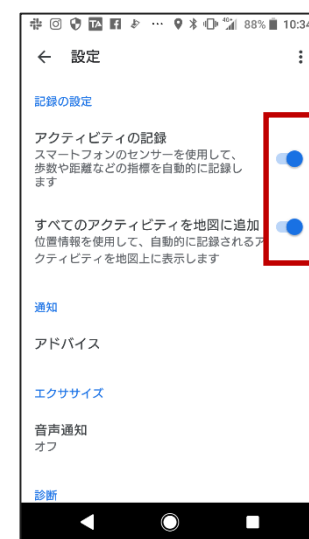 88% 10:34
設定
記録の設定
アクティビティの記録
スマートフォンのセンサーを使用して、
歩数や距離などの指標を自動的に記録し
ます
すべてのアクティビティを地図に追加
位置情報を使用して、自動的に記録されるア
クティビティを地図上に表示します
通知
アドバイス
エクササイズ
音声通知
オフ
診断